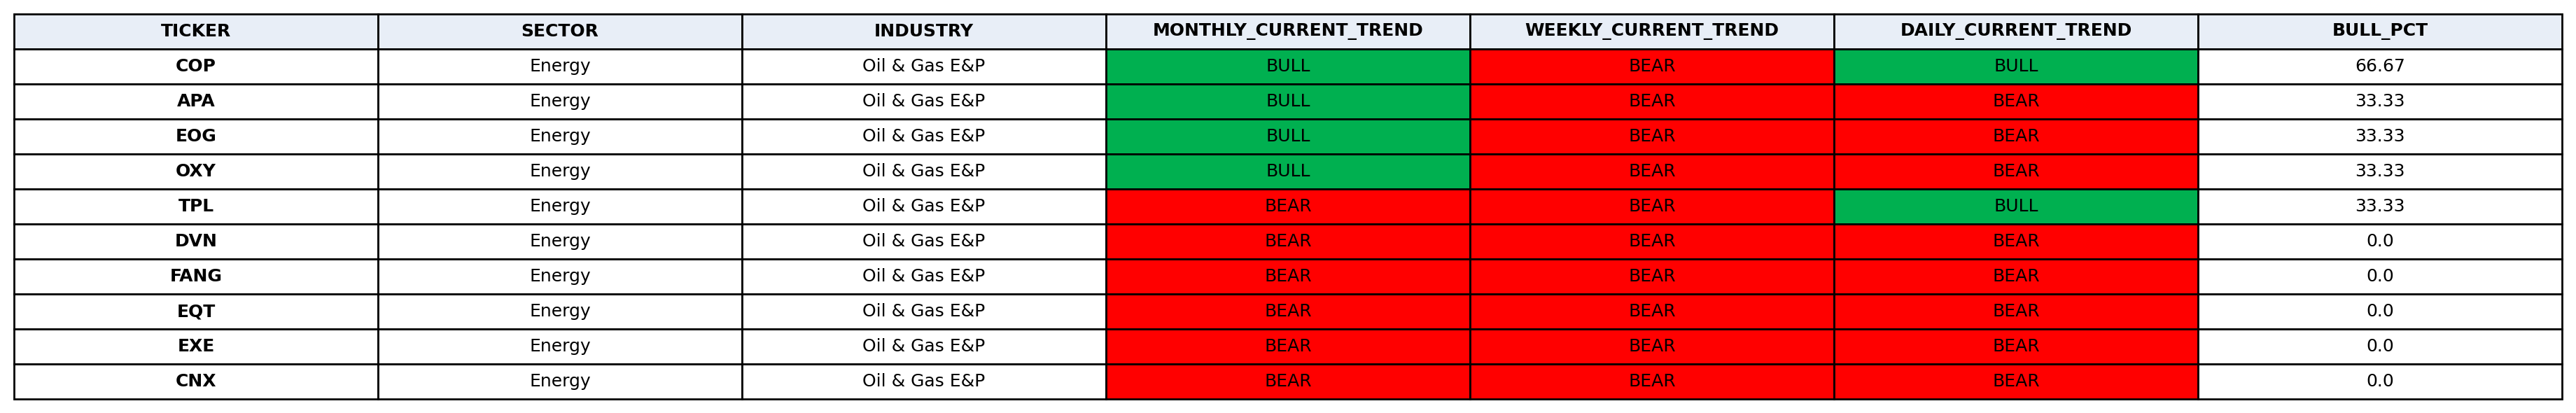 TICKER SECTOR INDUSTRY MONTHLY_CURRENT_TREND WEEKLY_CURRENT_TREND DAILY_CURRENT_TREND BULL_PCT
COP Energy Oil & Gas E&P BULL BEAR BULL 66.67
APA Energy Oil & Gas E&P BULL BEAR BEAR 33.33
EOG Energy Oil & Gas E&P BULL BEAR BEAR 33.33
OXY Energy Oil & Gas E&P BULL BEAR BEAR 33.33
TPL Energy Oil & Gas E&P BEAR BEAR BULL 33.33
DVN Energy Oil & Gas E&P BEAR BEAR BEAR 0.0
FANG Energy Oil & Gas E&P BEAR BEAR BEAR 0.0
EQT Energy Oil & Gas E&P BEAR BEAR BEAR 0.0
EXE Energy Oil & Gas E&P BEAR BEAR BEAR 0.0
CNX Energy Oil & Gas E&P BEAR BEAR BEAR 0.0